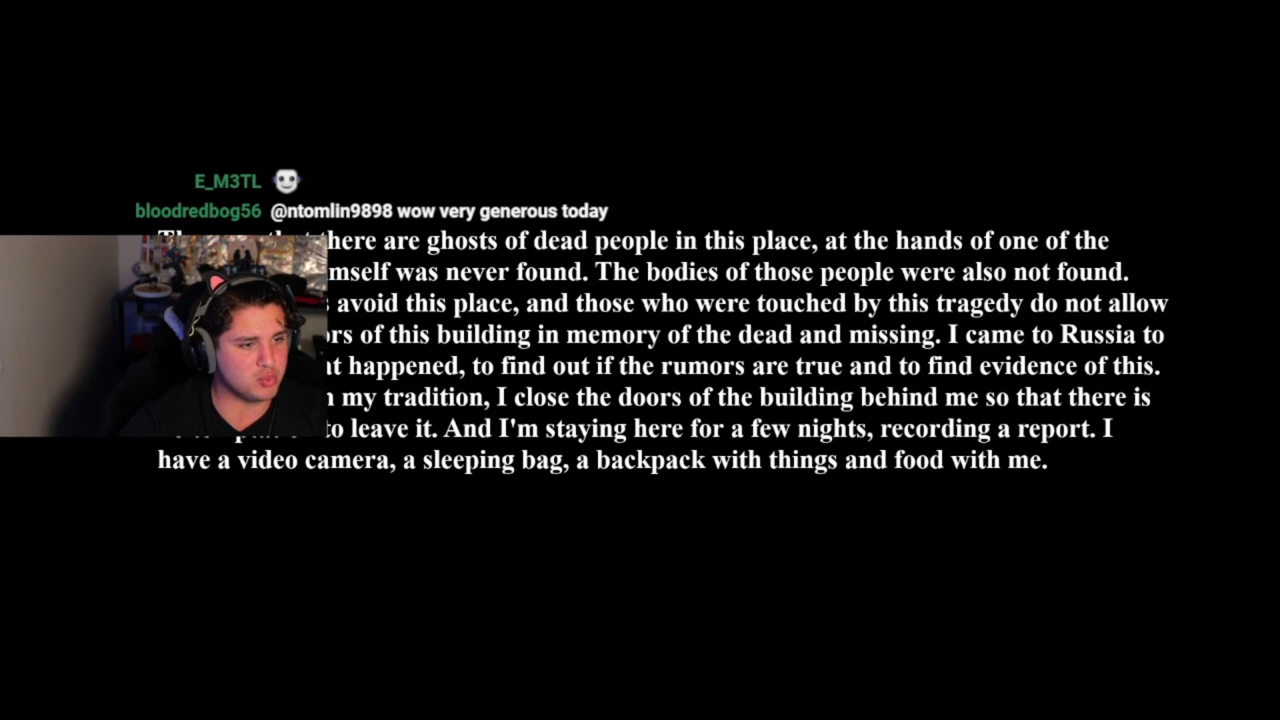 E_M3TL
bloodredbog56 @ntomlin9898 wow very generous today
there are ghosts of dead people in this place, at the hands of one of the
was never found. The bodies of those people were also not found.
avoid this place, and those who were touched by this tragedy do not allow
of this building in memory of the dead and missing. I came to Russia to
happened, to find out if the rumors are true and to find evidence of this.
my tradition, I close the doors of the building behind me so that there is
to leave it. And I'm staying here for a few nights, recording a report. I
have a video camera, a sleeping bag, a backpack with things and food with me.